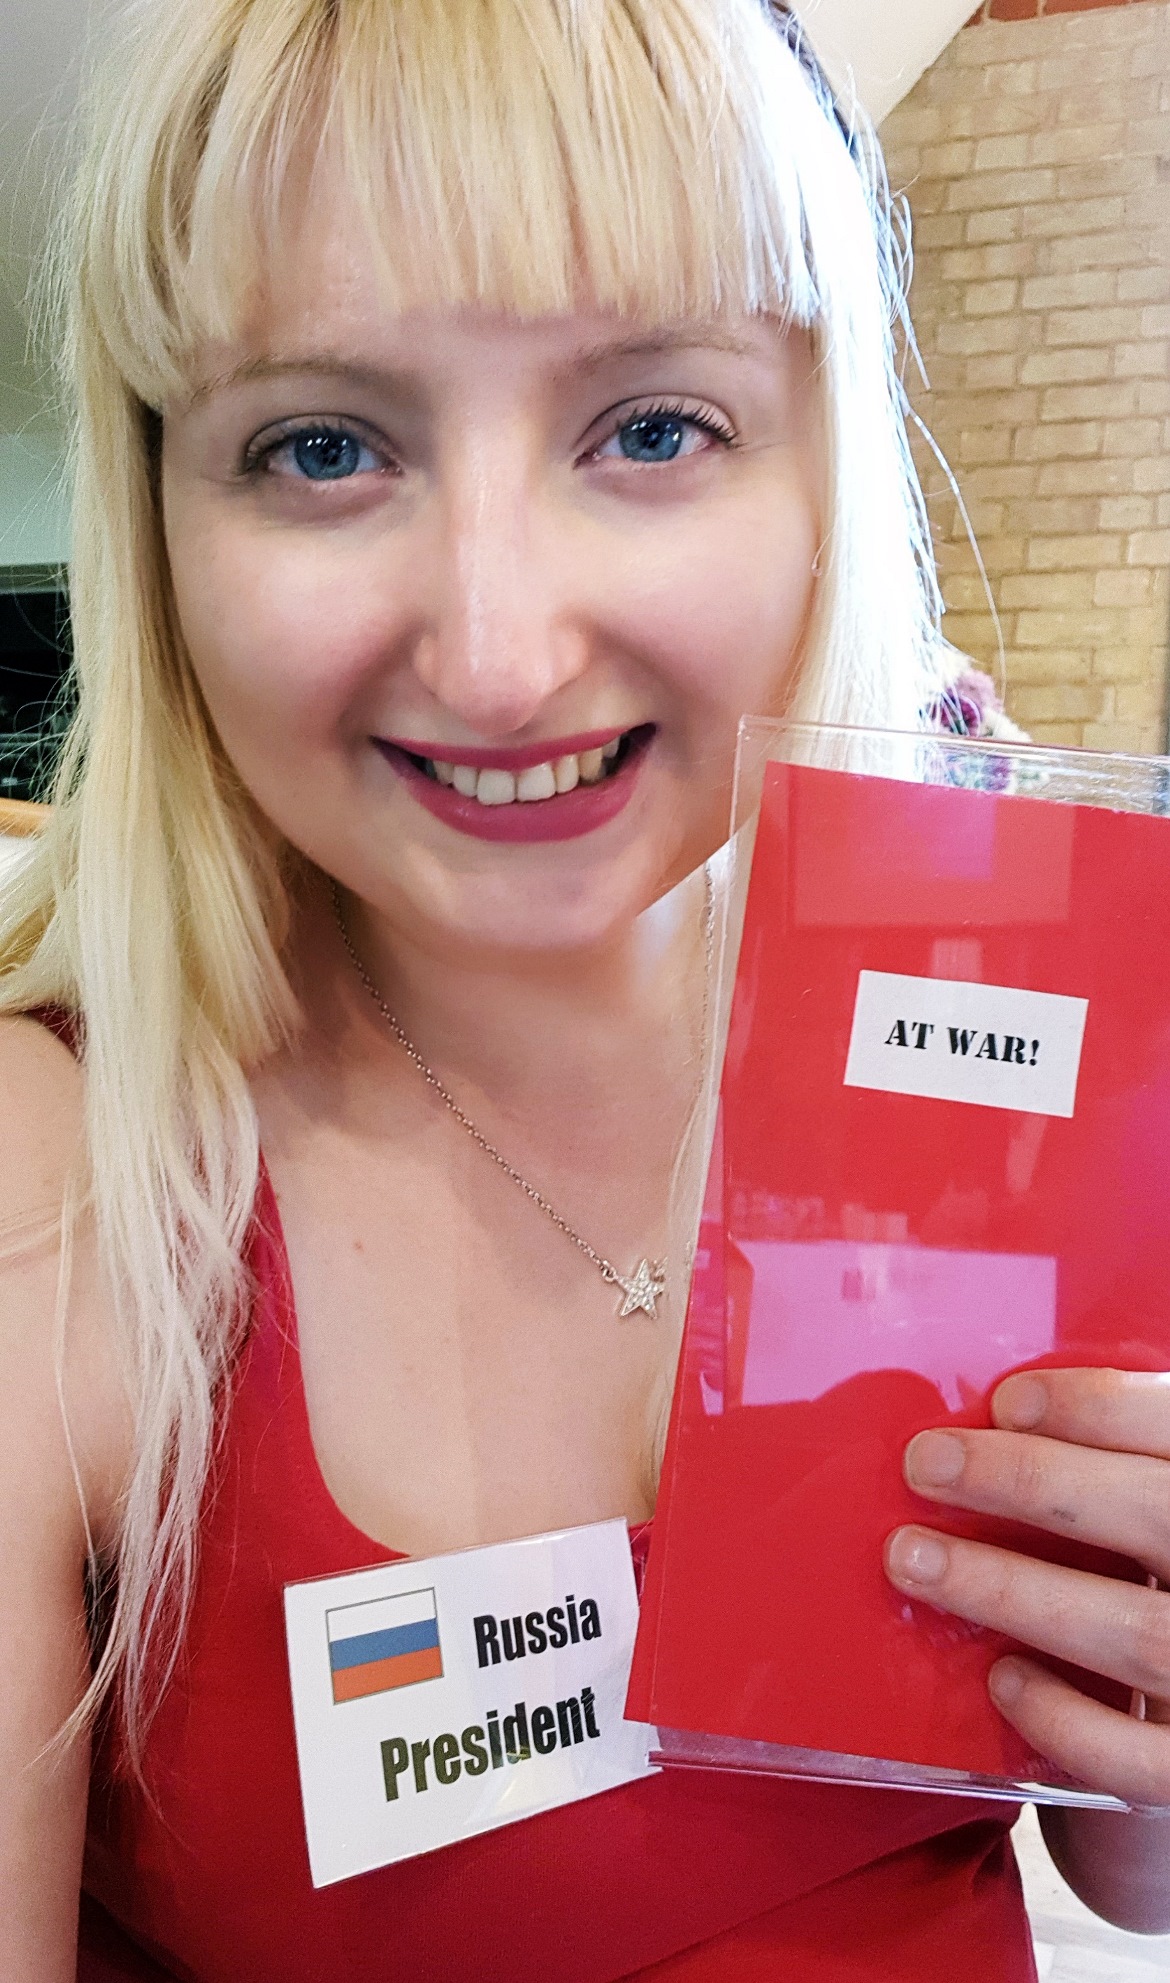 AT WAR!
Russia
President